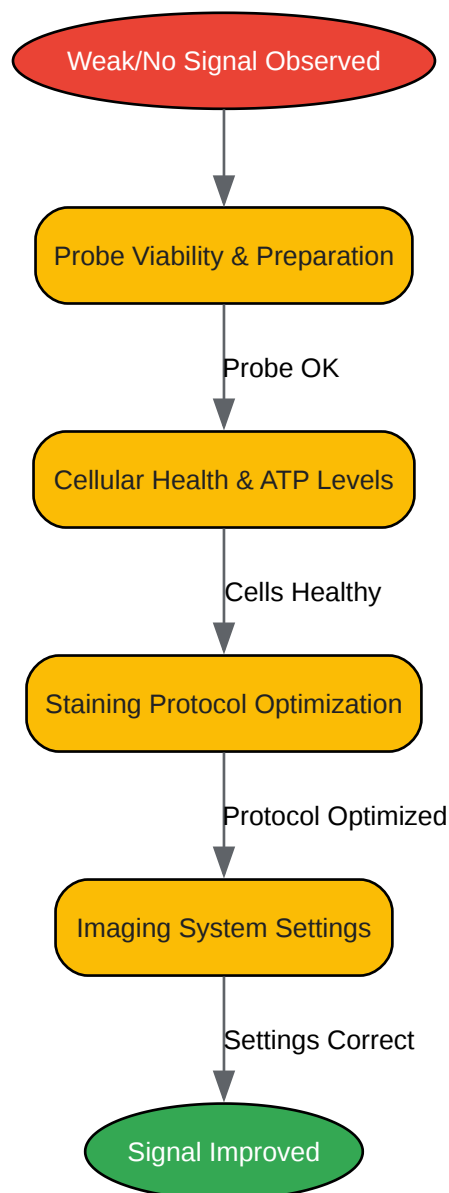 Weak/No Signal Observed
Probe Viability & Preparation
Probe OK
Cellular Health & ATP Levels
Cells Healthy
Staining Protocol Optimization
Protocol Optimized
Imaging System Settings
Settings Correct
Signal Improved